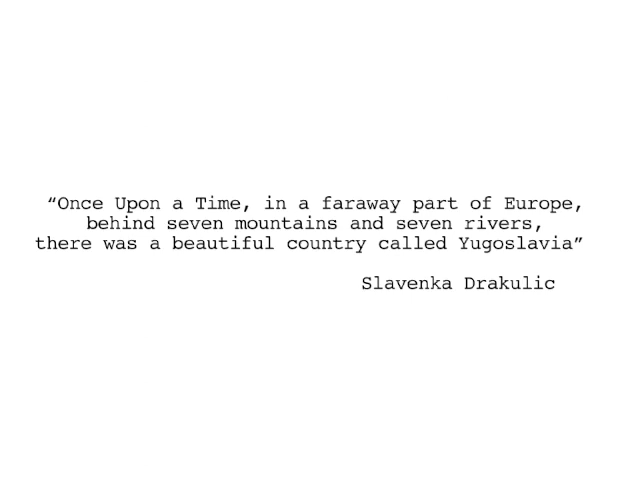 “Once Upon a Time, in a faraway part of Europe,
behind seven mountains and seven rivers,
there was a beautiful country called Yugoslavia”
Slavenka Drakulic